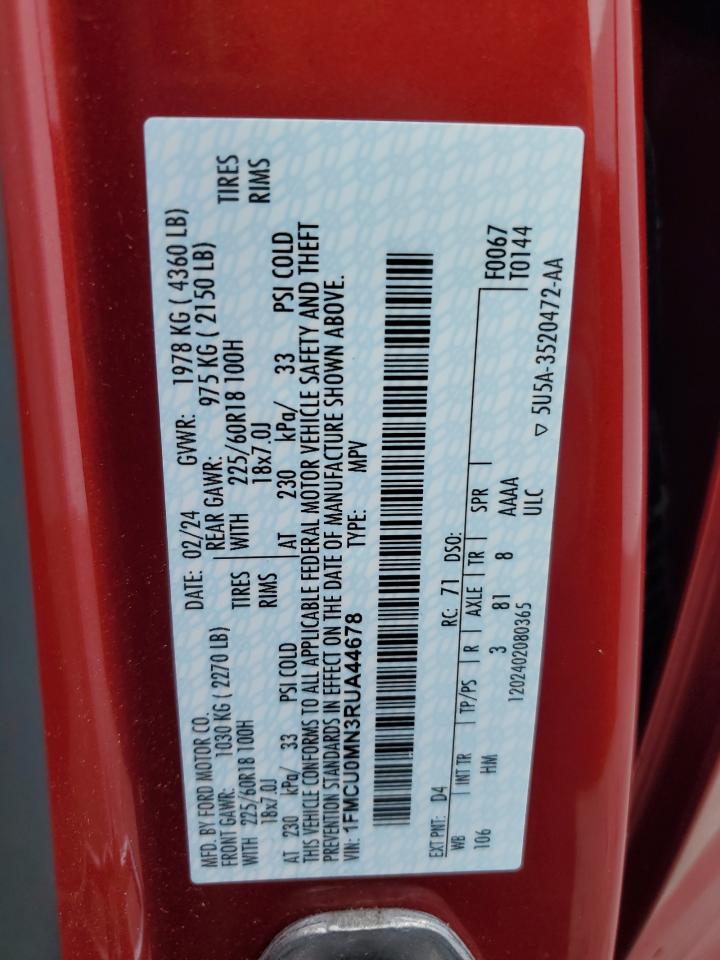 MFD. BY FORD MOTOR CO. DATE: 02/24 GVWR: 1978 KG ( 4360 LB)
FRONT GAWR: 1030 KG ( 2270 LB) REAR GAWR: 975 KG ( 2150 LB)
WITH 225/60R18 100H TIRES WITH 225/60R18 100H TIRES
18x7.0J RIMS 18x7.0J RIMS
AT 230 kPa/ 33 PSI COLD AT 230 kPa/ 33 PSI COLD
THIS VEHICLE CONFORMS TO ALL APPLICABLE FEDERAL MOTOR VEHICLE SAFETY AND THEFT
PREVENTION STANDARDS IN EFFECT ON THE DATE OF MANUFACTURE SHOWN ABOVE.
VIN: 1FMCU0MN3RUA44678 TYPE: MPV
EXT PNT: D4 RC: 71 DSO: F0067
WB INT TR TP/PS R AXLE TR SPR T0144
106 HM 3 81 8 AAAA
1202402080365 ULC
▽ 5U5A-3520472-AA